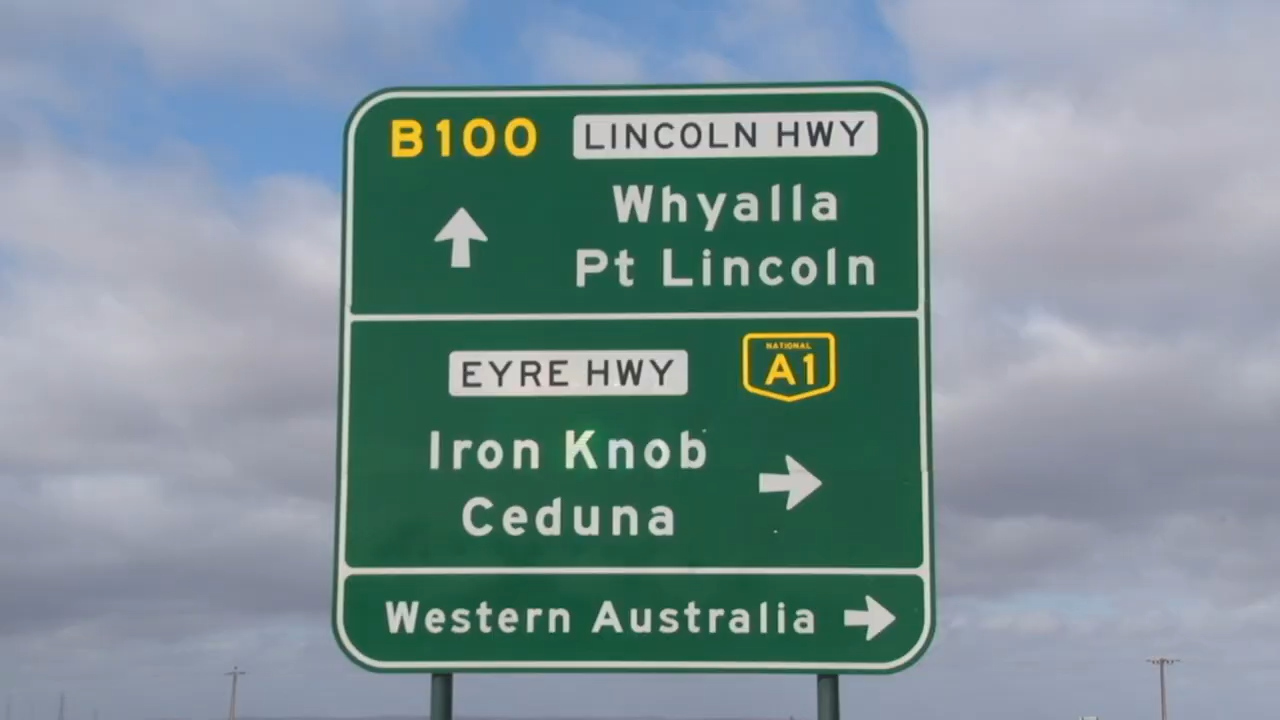 B100 LINCOLN HWY
Whyalla
Pt Lincoln
EYRE HWY
NATIONAL
A1
Iron Knob
Ceduna
Western Australia